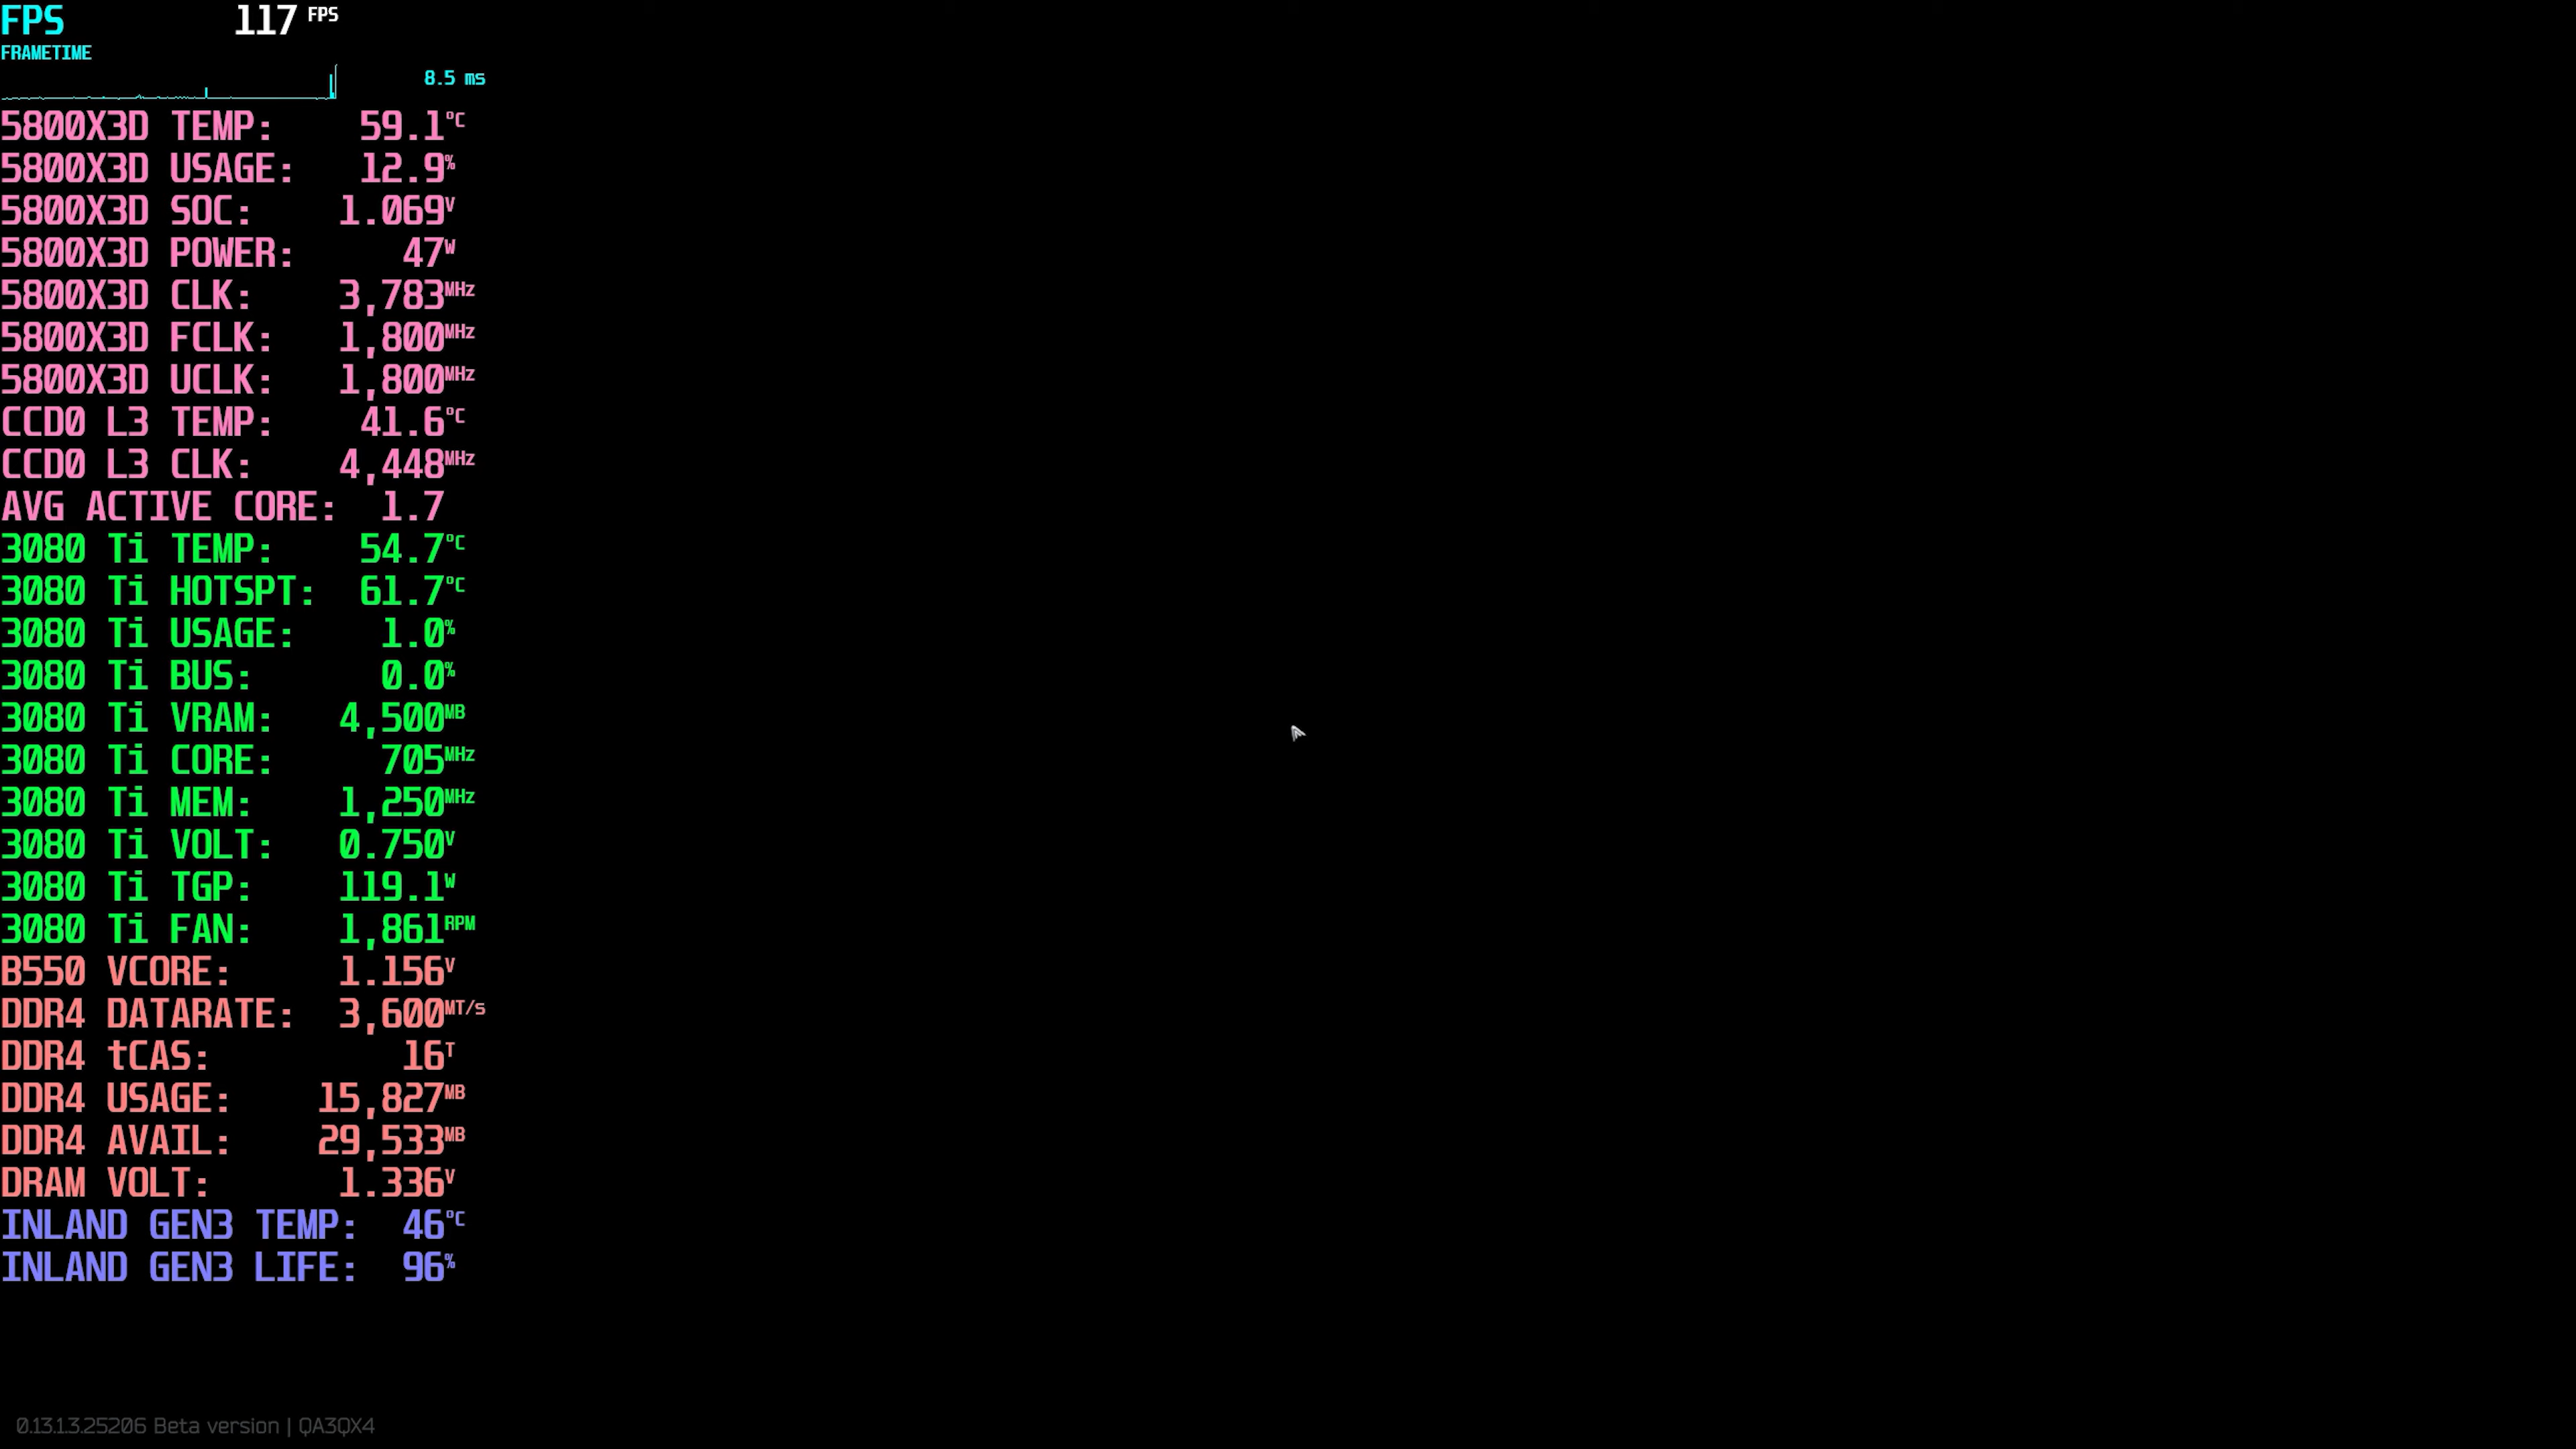 FPS 117 FPS
FRAMETIME
8.5 ms
5800X3D TEMP: 59.1°C
5800X3D USAGE: 12.9%
5800X3D SOC: 1.069V
5800X3D POWER: 47W
5800X3D CLK: 3,783MHz
5800X3D FCLK: 1,800MHz
5800X3D UCLK: 1,800MHz
CCD0 L3 TEMP: 41.6°C
CCD0 L3 CLK: 4,448MHz
AVG ACTIVE CORE: 1.7
3080 Ti TEMP: 54.7°C
3080 Ti HOTSPT: 61.7°C
3080 Ti USAGE: 1.0%
3080 Ti BUS: 0.0%
3080 Ti VRAM: 4,500MB
3080 Ti CORE: 705MHz
3080 Ti MEM: 1,250MHz
3080 Ti VOLT: 0.750V
3080 Ti TGP: 119.1W
3080 Ti FAN: 1,861RPM
B550 VCORE: 1.156V
DDR4 DATARATE: 3,600MT/s
DDR4 tCAS: 16T
DDR4 USAGE: 15,827MB
DDR4 AVAIL: 29,533MB
DRAM VOLT: 1.336V
INLAND GEN3 TEMP: 46°C
INLAND GEN3 LIFE: 96%
0.13.1.3.25206 Beta version | QA3QX4